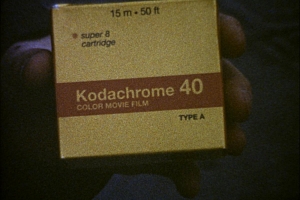 15 m • 50 ft
super 8
cartridge
Kodachrome 40
COLOR MOVIE FILM
TYPE A